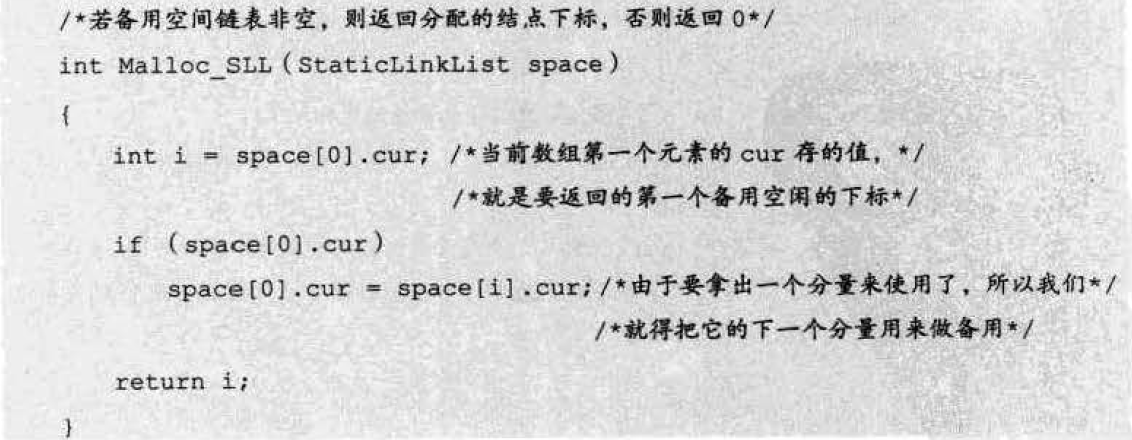 /*若备用空间链表非空，则返回分配的结点下标，否则返回 0*/
int Malloc_SLL(StaticLinkList space)
{
int i = space[0].cur; /*当前数组第一个元素的 cur 存的值，*/
/*就是要返回的第一个备用空闲的下标*/
if (space[0].cur)
space[0].cur = space[i].cur;/*由于要拿出一个分量来使用了，所以我们*/
/*就得把它的下一个分量用来做备用*/
return i;
}